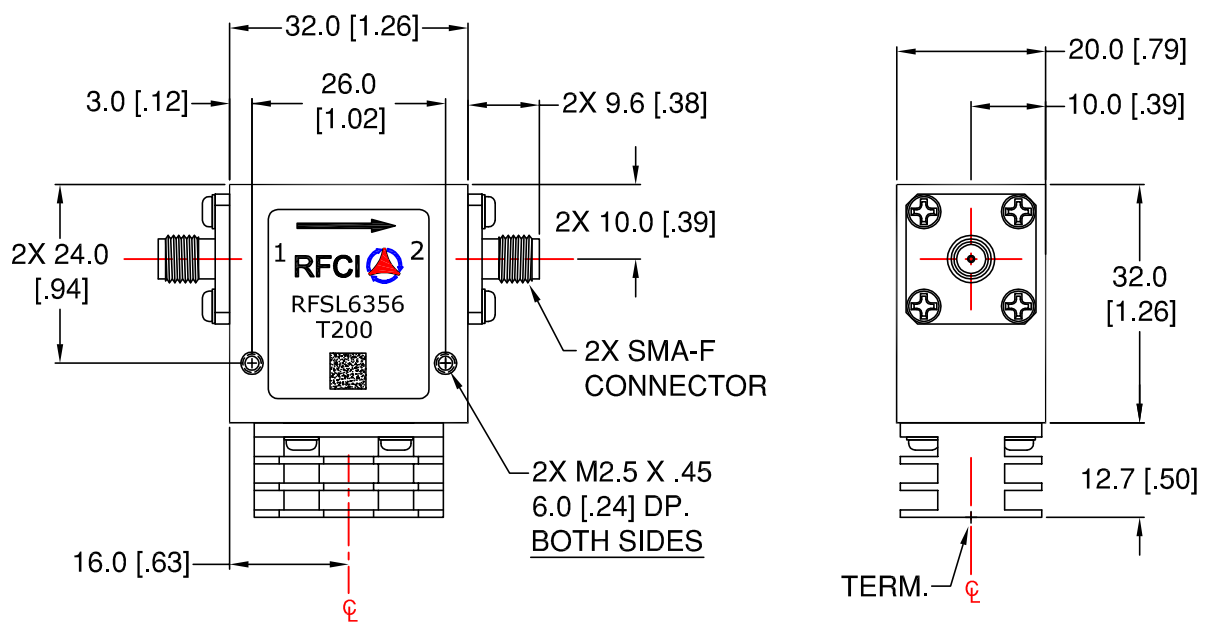 32.0 [1.26]
3.0 [.12]
26.0
[1.02]
2X 9.6 [.38]
2X 24.0
[.94]
2X 10.0 [.39]
1
2
RFCI
RFSL6356
T200
2X SMA-F
CONNECTOR
2X M2.5 X .45
6.0 [.24] DP.
BOTH SIDES
16.0 [.63]
℄
20.0 [.79]
10.0 [.39]
32.0
[1.26]
12.7 [.50]
TERM.
℄